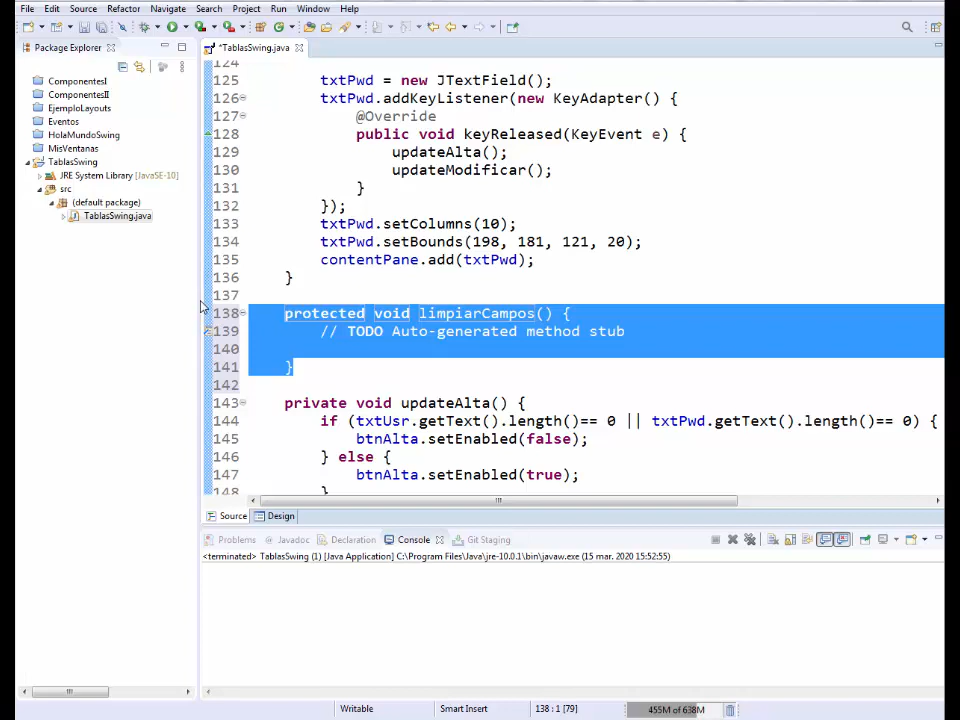 File Edit Source Refactor Navigate Search Project Run Window Help
Package Explorer
*TablasSwing.java
ComponentesI
ComponentesII
EjemploLayouts
Eventos
HolaMundoSwing
MisVentanas
TablasSwing
JRE System Library [JavaSE-10]
src
(default package)
TablasSwing.java
124
125 txtPwd = new JTextField();
126 txtPwd.addKeyListener(new KeyAdapter() {
127 @Override
128 public void keyReleased(KeyEvent e) {
129 updateAlta();
130 updateModificar();
131 }
132 });
133 txtPwd.setColumns(10);
134 txtPwd.setBounds(198, 181, 121, 20);
135 contentPane.add(txtPwd);
136 }
137
138 protected void limpiarCampos() {
139 // TODO Auto-generated method stub
140
141 }
142
143 private void updateAlta() {
144 if (txtUsr.getText().length()== 0 || txtPwd.getText().length()== 0) {
145 btnAlta.setEnabled(false);
146 } else {
147 btnAlta.setEnabled(true);
148 }
Source Design
Problems Javadoc Declaration Console Git Staging
<terminated> TablasSwing (1) [Java Application] C:\Program Files\Java\jre-10.0.1\bin\javaw.exe (15 mar. 2020 15:52:55)
Writable Smart Insert 138 : 1 [79] 455M of 638M